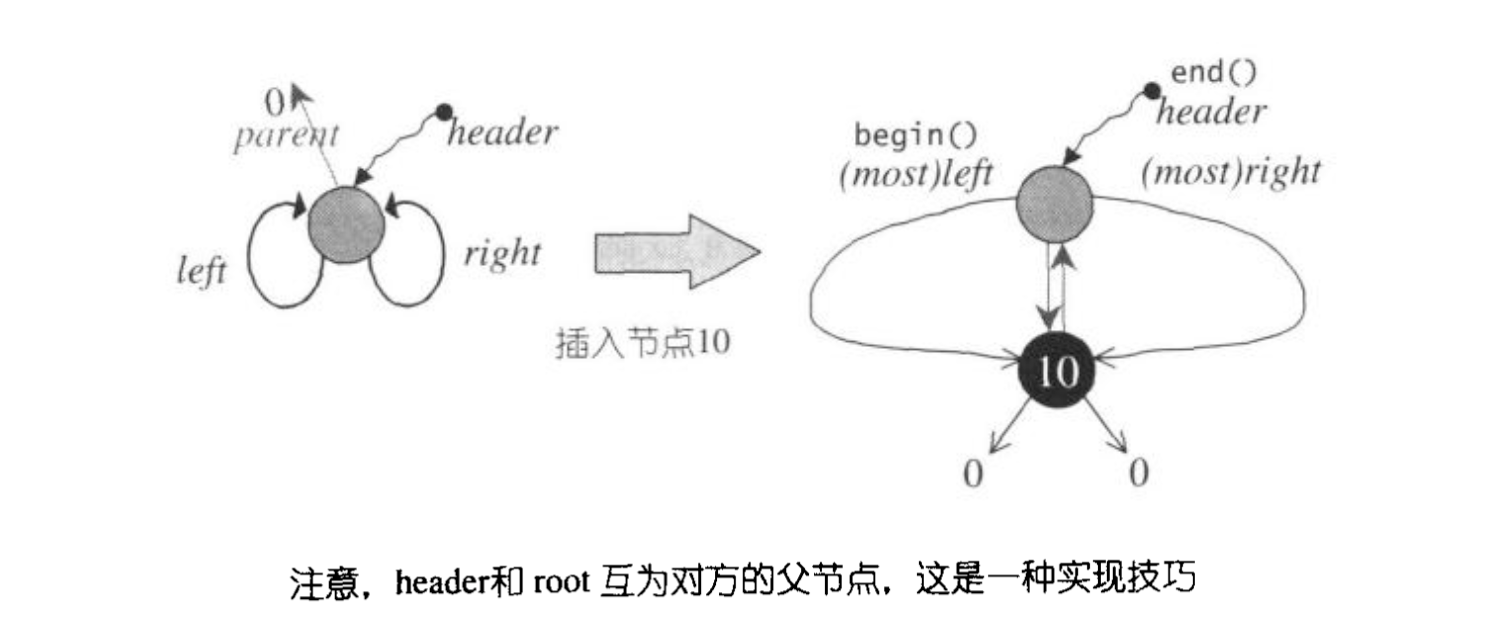 0
parent
header
left
right
插入节点10
end()
header
begin()
(most)left
(most)right
10
0
0
注意，header和 root 互为对方的父节点，这是一种实现技巧